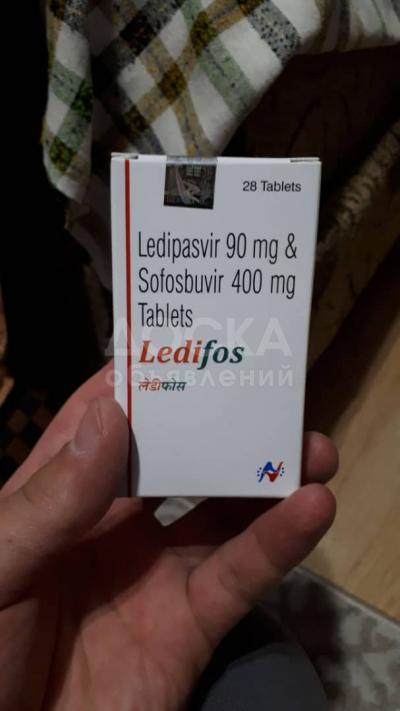 28 Tablets
Ledipasvir 90 mg &
Sofosbuvir 400 mg
Tablets
Ledifos
लेडीफोस
ДОСКА
объявлений